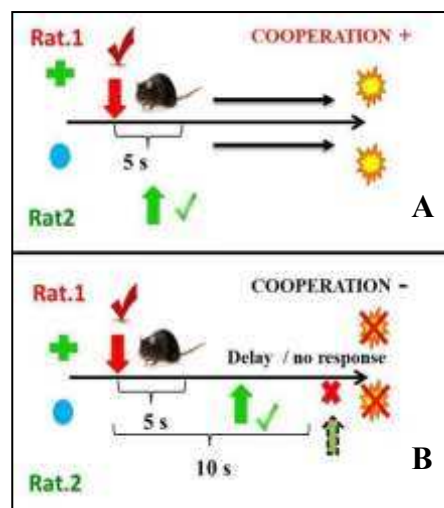 Rat.1
COOPERATION +
5 s
Rat2
A
Rat.1
COOPERATION -
Delay / no response
5 s
10 s
Rat.2
B